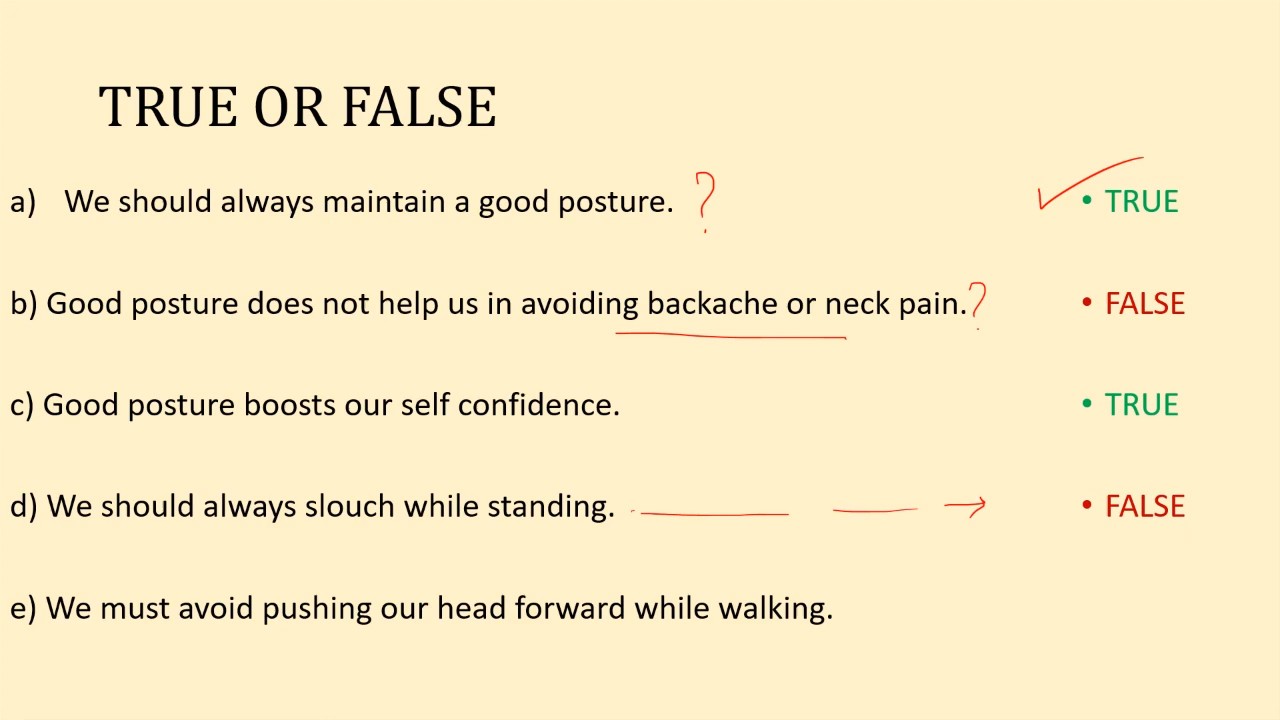 TRUE OR FALSE
a) We should always maintain a good posture. ? • TRUE
b) Good posture does not help us in avoiding backache or neck pain.? • FALSE
c) Good posture boosts our self confidence. • TRUE
d) We should always slouch while standing. • FALSE
e) We must avoid pushing our head forward while walking.